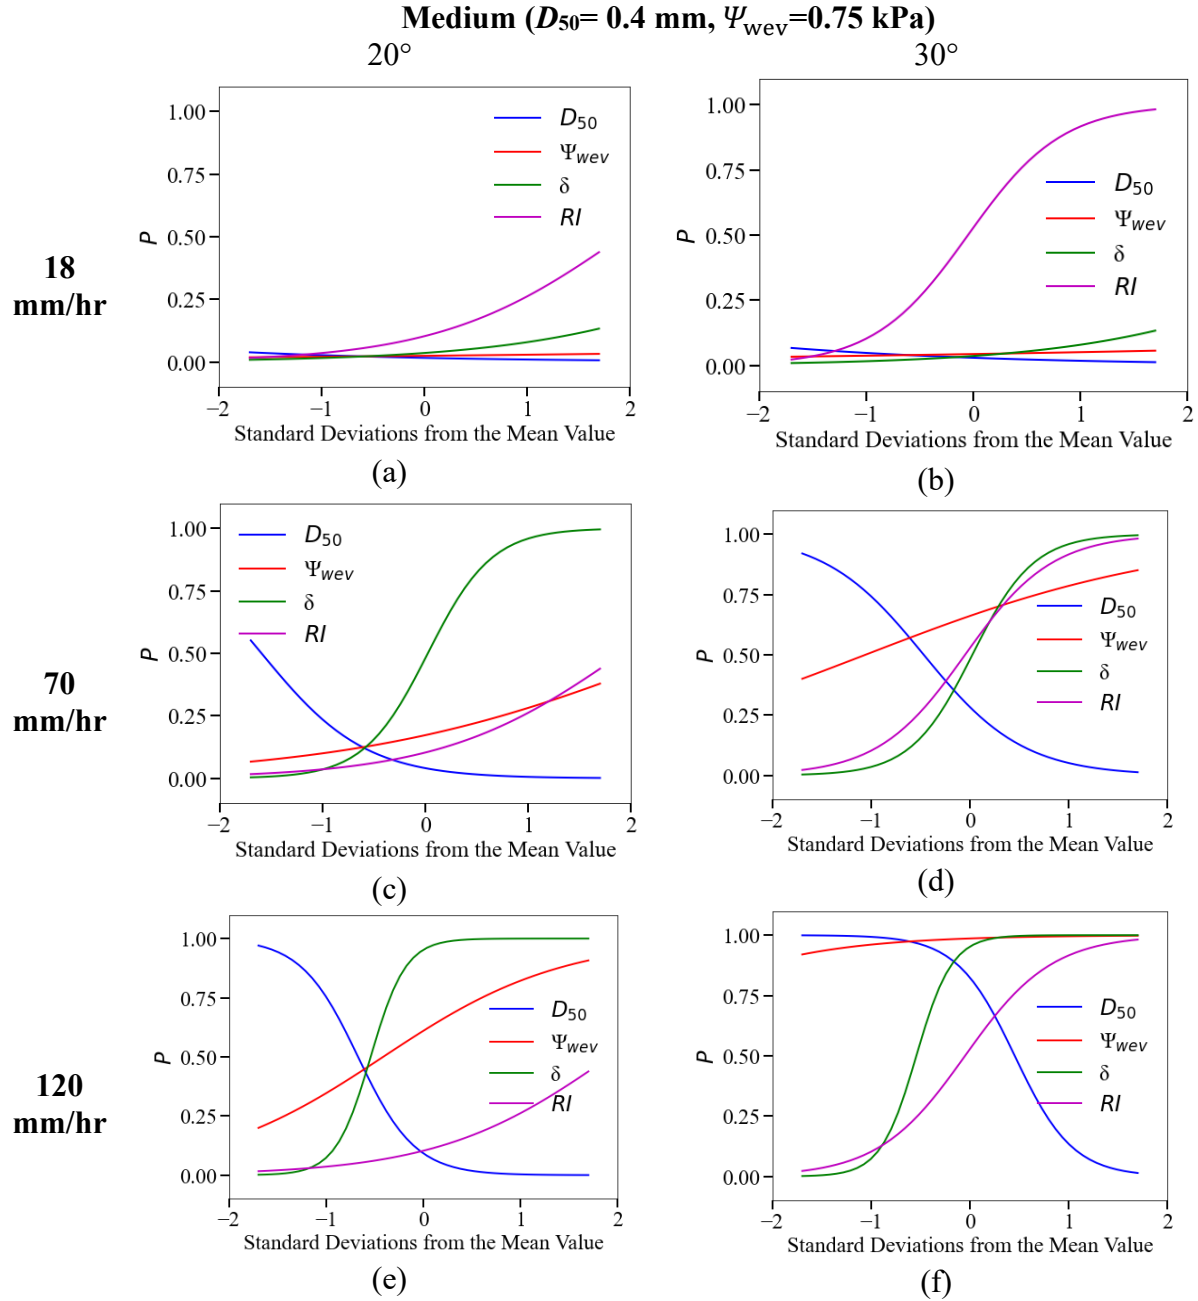 Medium (D50= 0.4 mm, Ψwev=0.75 kPa)
20°
30°
18
mm/hr
P
1.00
0.75
0.50
0.25
0.00
D50
Ψwev
δ
RI
−2
−1
0
1
2
Standard Deviations from the Mean Value
(a)
P
1.00
0.75
0.50
0.25
0.00
D50
Ψwev
δ
RI
−2
−1
0
1
2
Standard Deviations from the Mean Value
(b)
70
mm/hr
P
1.00
0.75
0.50
0.25
0.00
D50
Ψwev
δ
RI
−2
−1
0
1
2
Standard Deviations from the Mean Value
(c)
P
1.00
0.75
0.50
0.25
0.00
D50
Ψwev
δ
RI
−2
−1
0
1
2
Standard Deviations from the Mean Value
(d)
120
mm/hr
P
1.00
0.75
0.50
0.25
0.00
D50
Ψwev
δ
RI
−2
−1
0
1
2
Standard Deviations from the Mean Value
(e)
P
1.00
0.75
0.50
0.25
0.00
D50
Ψwev
δ
RI
−2
−1
0
1
2
Standard Deviations from the Mean Value
(f)